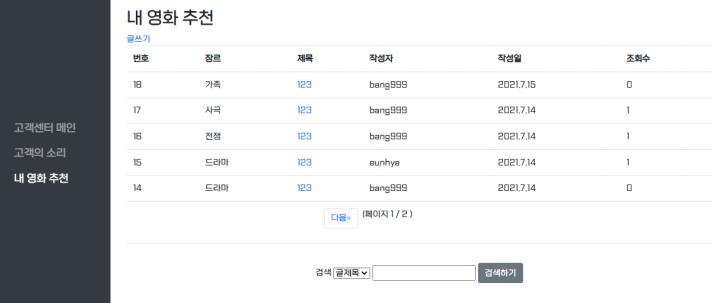 내 영화 추천
글쓰기
번호 장르 제목 작성자 작성일 조회수
18 가족 123 bang999 2021.7.15 0
17 사극 123 bang999 2021.7.14 1
16 전쟁 123 bang999 2021.7.14 1
15 드라마 123 eunhye 2021.7.14 1
14 드라마 123 bang999 2021.7.14 0
다음» (페이지 1 / 2 )
검색 글제목 검색하기
고객센터 메인
고객의 소리
내 영화 추천